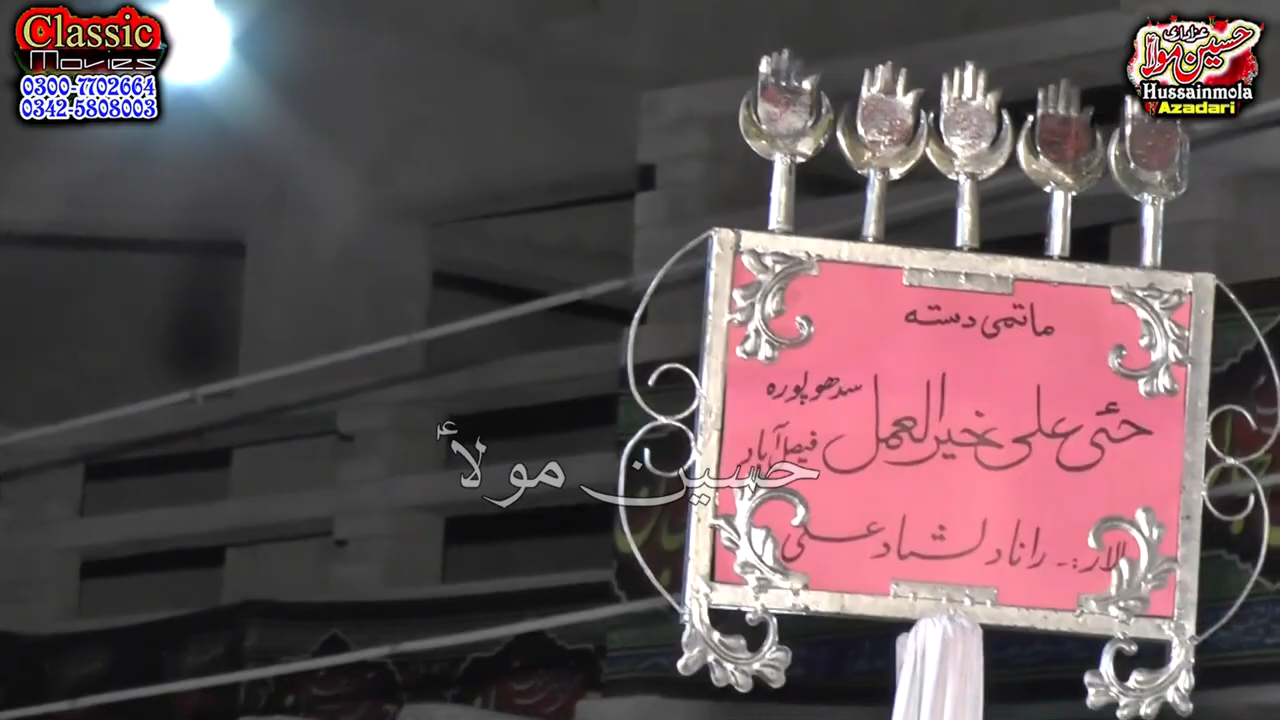 Classic
Movies
0300-7702664
0342-5808003
عزاداری
حسین مولاؑ
Hussainmola
Azadari
ماتمی دستہ
حئی علی خیر العمل سدھوپورہ
فیصل آباد
حسین مولاؑ
لار:۔ رانا دلشاد علی